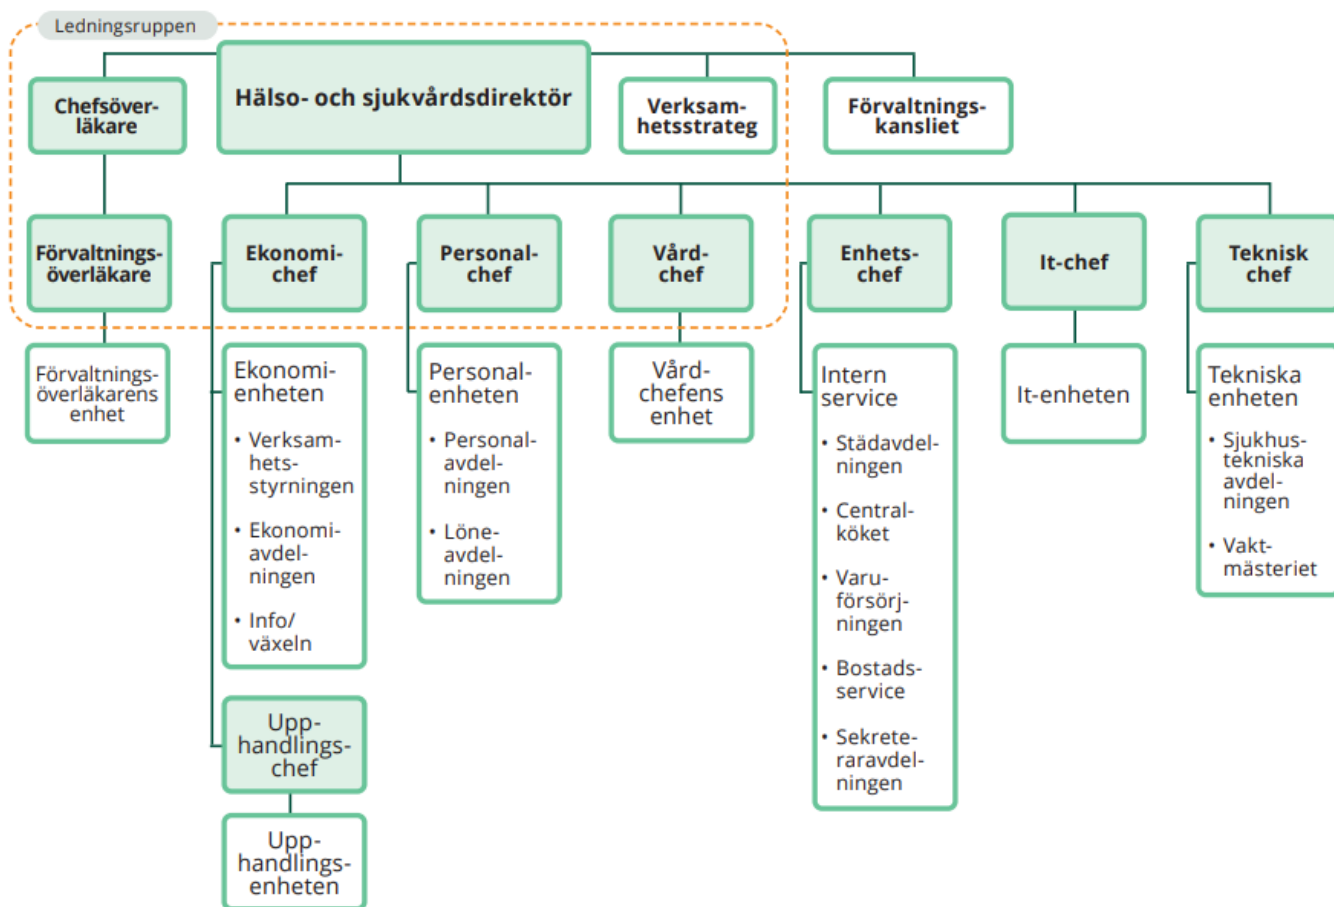 Ledningsruppen
Hälso- och sjukvårdsdirektör
Chefsöver-
läkare
Verksam-
hetsstrateg
Förvaltnings-
kansliet
Förvaltnings-
överläkare
Ekonomi-
chef
Personal-
chef
Vård-
chef
Enhets-
chef
It-chef
Teknisk
chef
Förvaltnings-
överläkarens
enhet
Ekonomi-
enheten
• Verksam-
hets-
styrningen
• Ekonomi-
avdel-
ningen
• Info/
växeln
Upp-
handlings-
chef
Upp-
handlings-
enheten
Personal-
enheten
• Personal-
avdel-
ningen
• Löne-
avdel-
ningen
Vård-
chefens
enhet
Intern
service
• Städavdel-
ningen
• Central-
köket
• Varu-
försörj-
ningen
• Bostads-
service
• Sekrete-
raravdel-
ningen
It-enheten
Tekniska
enheten
• Sjukhus-
tekniska
avdel-
ningen
• Vakt-
mästeriet